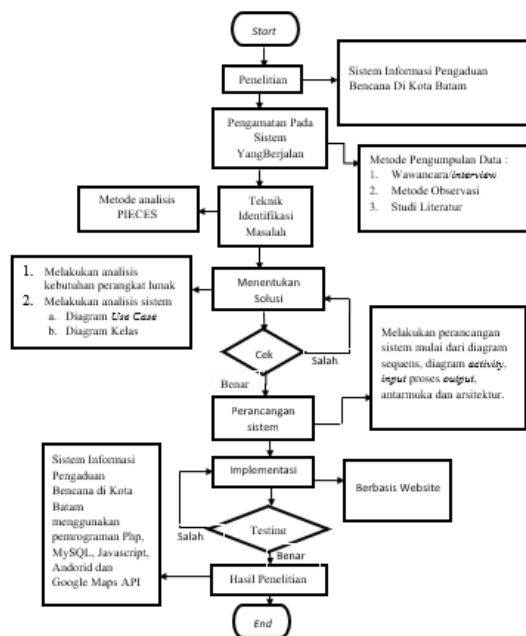 Start
Penelitian
Sistem Informasi Pengaduan
Bencana Di Kota Batam
Pengamatan Pada
Sistem
YangBerjalan
Metode Pengumpulan Data :
1. Wawancara/interview
2. Metode Observasi
3. Studi Literatur
Metode analisis
PIECES
Teknik
Identifikasi
Masalah
1. Melakukan analisis
kebutuhan perangkat lunak
2. Melakukan analisis sistem
a. Diagram Use Case
b. Diagram Kelas
Menentukan
Solusi
Cek
Salah
Benar
Melakukan perancangan
sistem mulai dari diagram
sequens, diagram activity,
input proses output,
antarmuka dan arsitektur.
Perancangan
sistem
Sistem Informasi
Pengaduan
Bencana di Kota
Batam
menggunakan
pemrograman Php,
MySQL, Javascript,
Andorid dan
Google Maps API
Implementasi
Berbasis Website
Testing
Salah
Benar
Hasil Penelitian
End